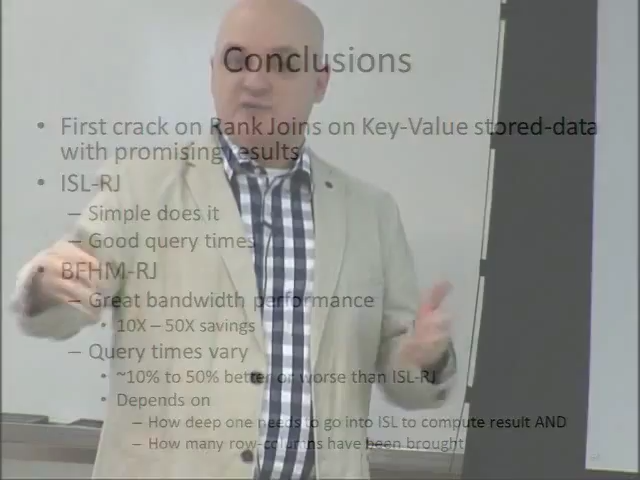 Conclusions
• First crack on Rank Joins on Key-Value stored-data
with promising results
• ISL-RJ
– Simple does it
– Good query times
• BFHM-RJ
– Great bandwidth performance
• 10X – 50X savings
– Query times vary
• ~10% to 50% better or worse than ISL-RJ
• Depends on
– How deep one needs to go into ISL to compute result AND
– How many row-columns have been brought